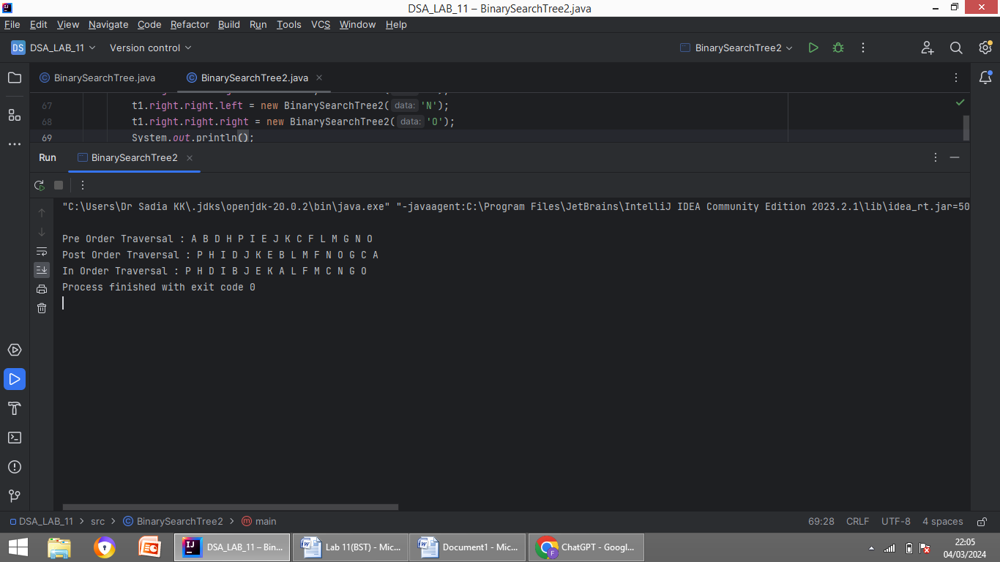 DSA_LAB_11 – BinarySearchTree2.java
File Edit View Navigate Code Refactor Build Run Tools VCS Window Help
DS DSA_LAB_11 Version control BinarySearchTree2
BinarySearchTree.java BinarySearchTree2.java
67 t1.right.right.left = new BinarySearchTree2( data: 'N');
68 t1.right.right.right = new BinarySearchTree2( data: 'O');
69 System.out.println();
Run BinarySearchTree2
"C:\Users\Dr Sadia KK\.jdks\openjdk-20.0.2\bin\java.exe" "-javaagent:C:\Program Files\JetBrains\IntelliJ IDEA Community Edition 2023.2.1\lib\idea_rt.jar=50
Pre Order Traversal : A B D H P I E J K C F L M G N O
Post Order Traversal : P H I D J K E B L M F N O G C A
In Order Traversal : P H D I B J E K A L F M C N G O
Process finished with exit code 0
DSA_LAB_11 > src > BinarySearchTree2 > main 69:28 CRLF UTF-8 4 spaces
DSA_LAB_11 – Bin... Lab 11(BST) - Mic... Document1 - Mic... ChatGPT - Googl...
22:05
04/03/2024